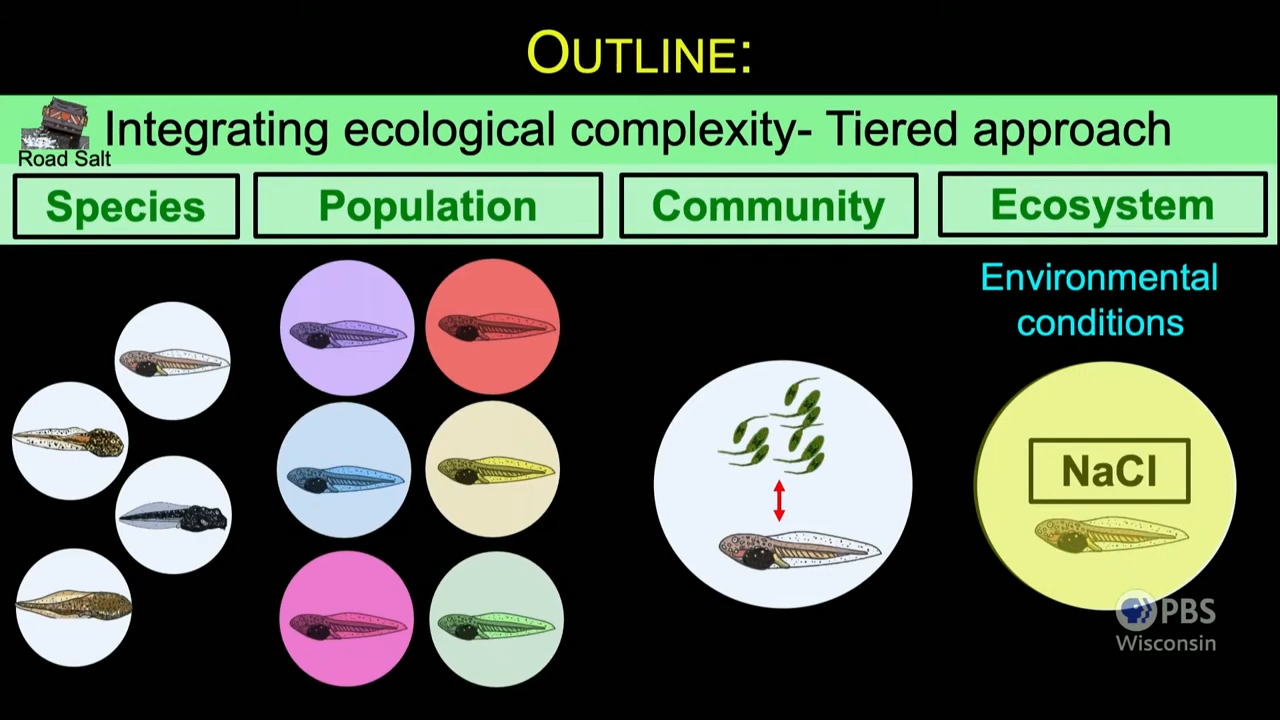 OUTLINE:
Integrating ecological complexity- Tiered approach
Road Salt
Species
Population
Community
Ecosystem
Environmental
conditions
NaCl
PBS
Wisconsin